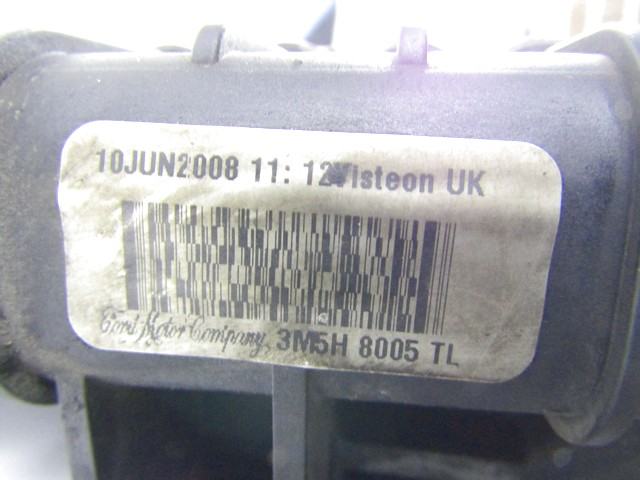 10JUN2008 11: 12Visteon UK
Ford Motor Company, 3M5H 8005 TL